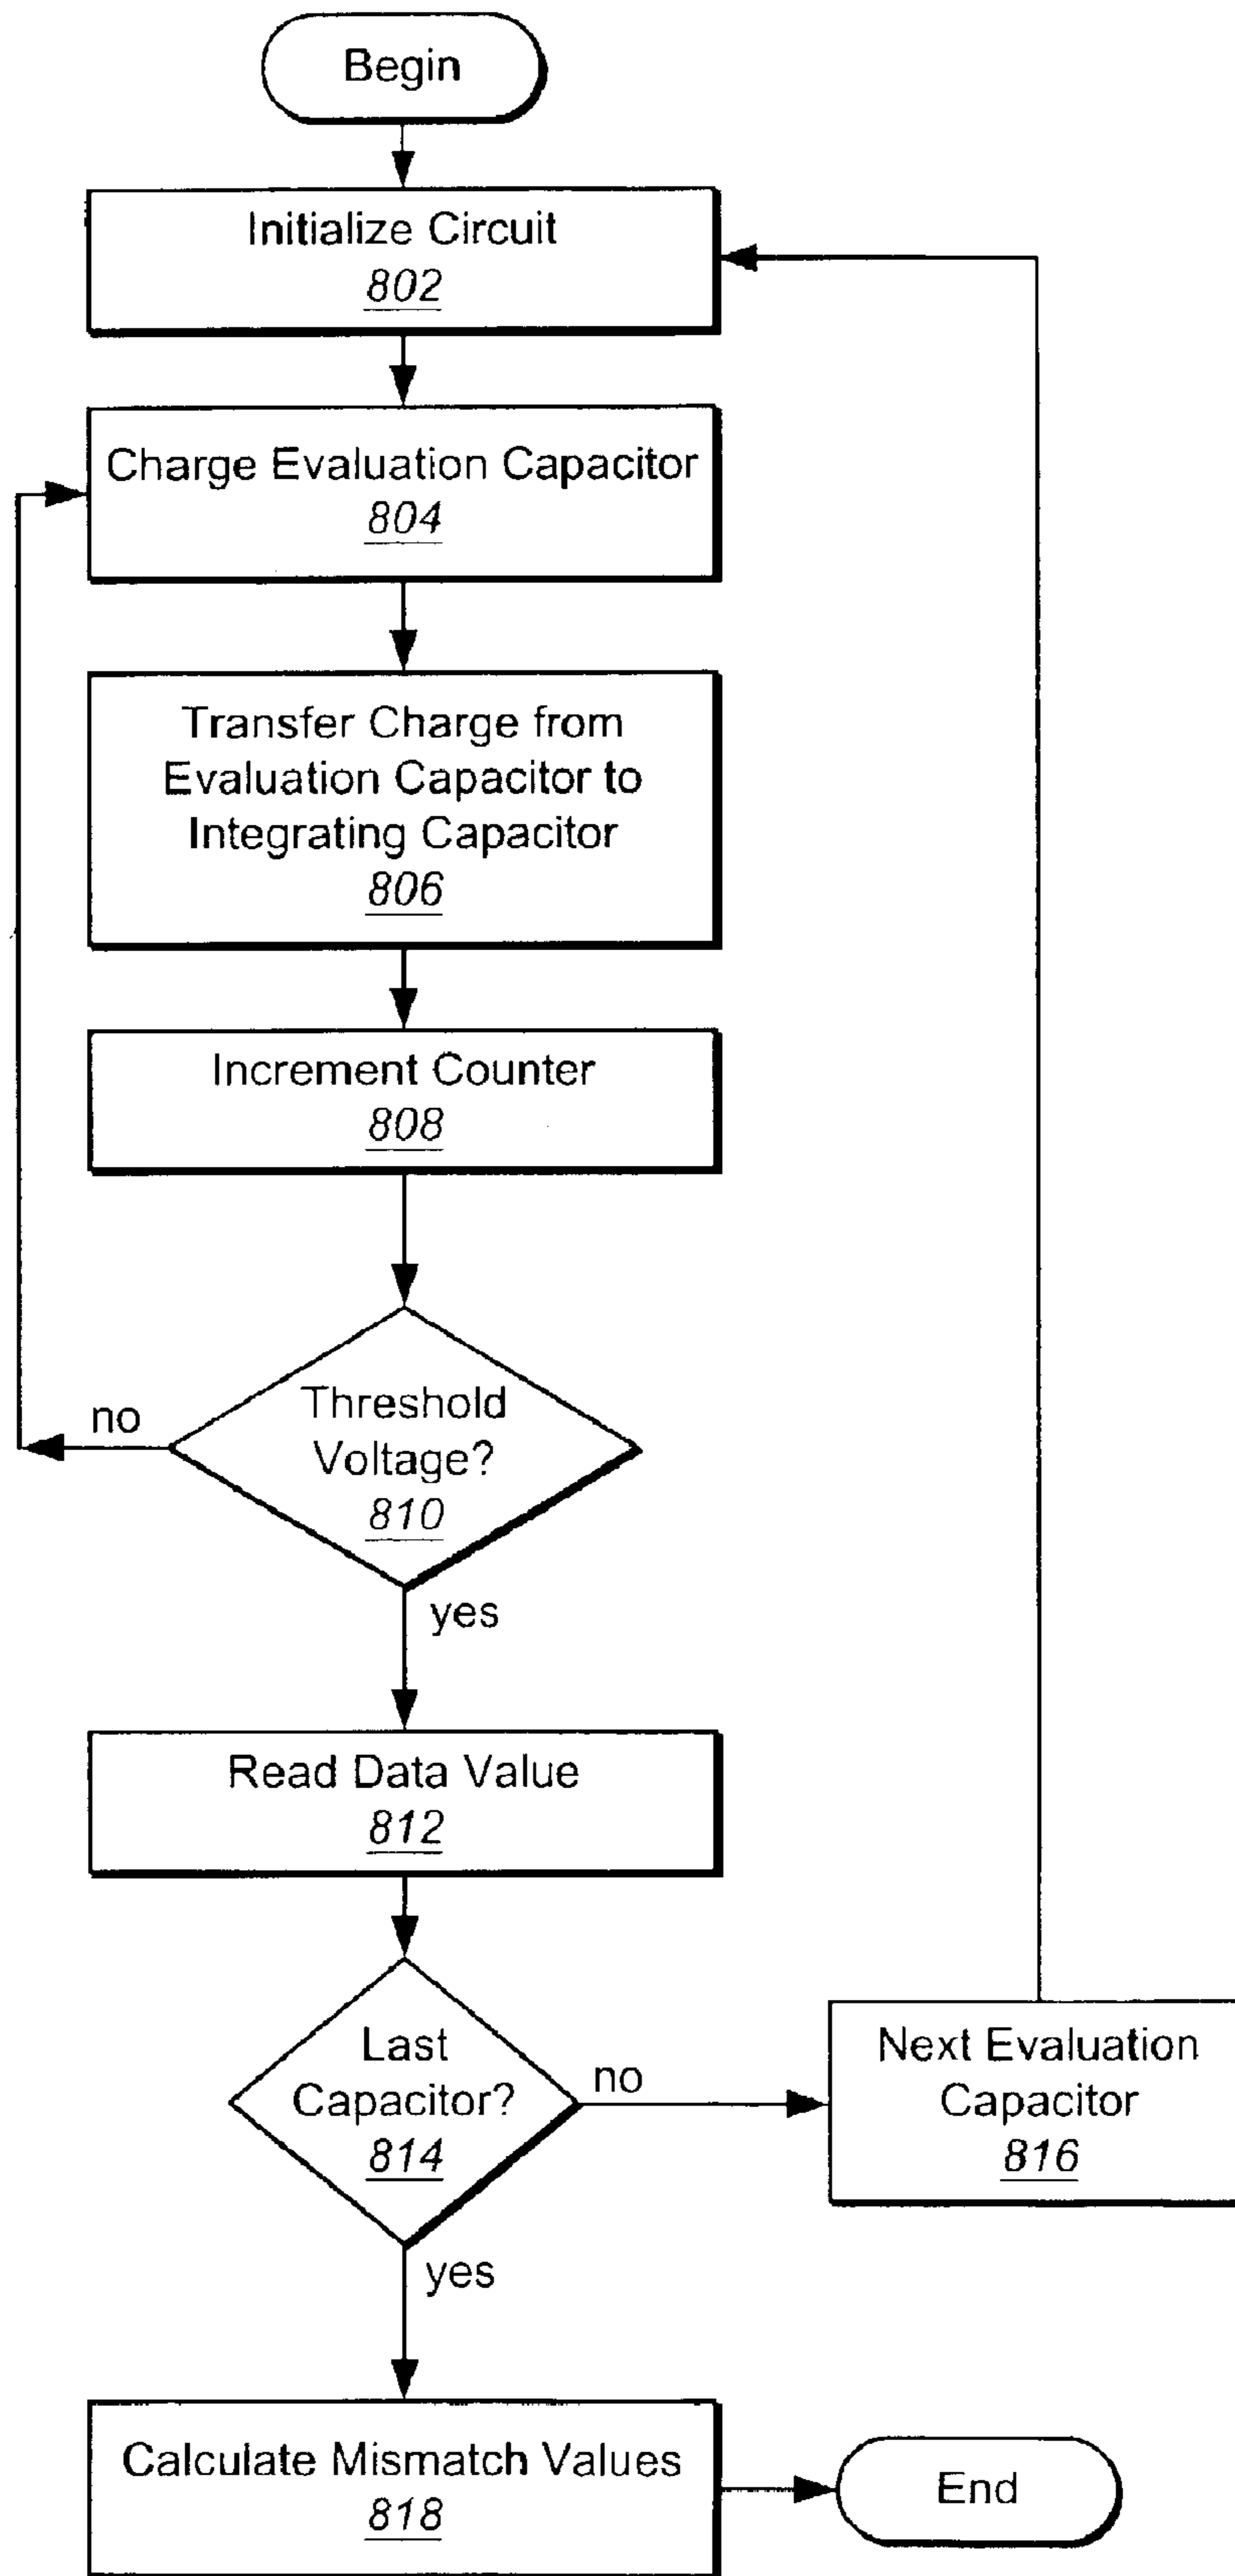 Begin
Initialize Circuit
802
Charge Evaluation Capacitor
804
Transfer Charge from
Evaluation Capacitor to
Integrating Capacitor
806
Increment Counter
808
Threshold
Voltage?
810
no
yes
Read Data Value
812
Last
Capacitor?
814
no
Next Evaluation
Capacitor
816
yes
Calculate Mismatch Values
818
End